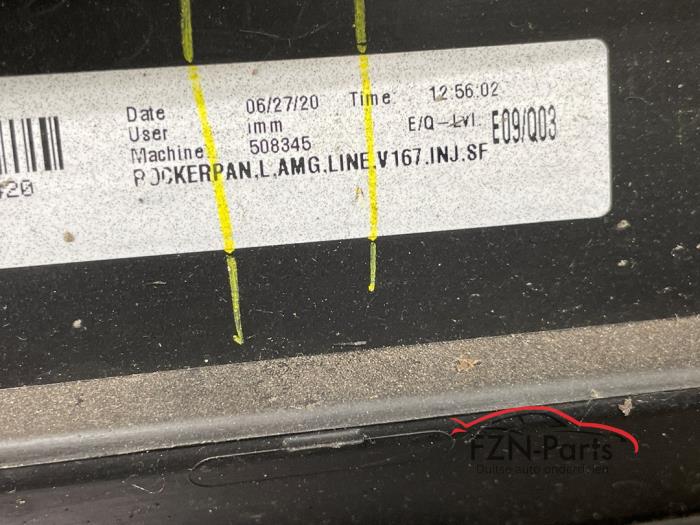 Date 06/27/20 Time 12:56:02
User imm E/Q-Lvl. E09/Q03
Machine 508345
ROCKERPAN.L.AMG.LINE.V167.INJ.SF
420
FZN-Parts
Duitse auto onderdelen